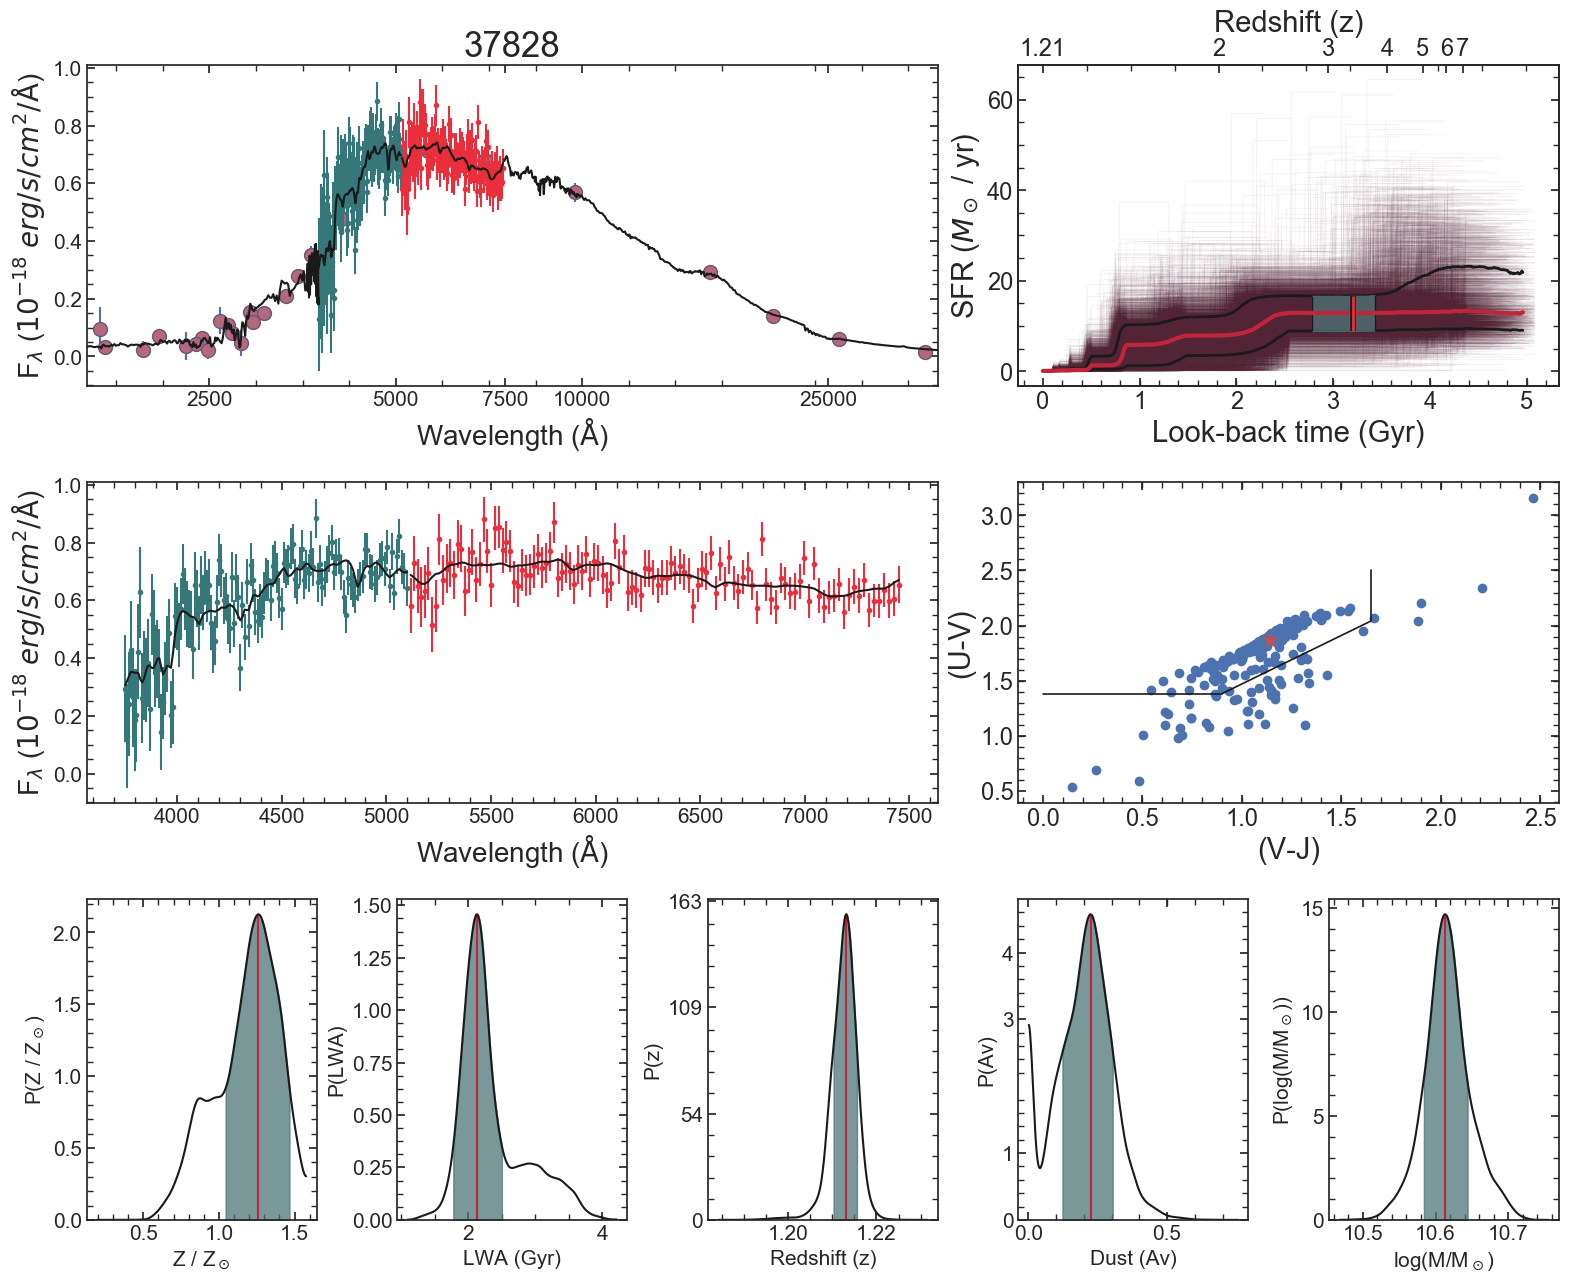 37828
1.0
0.8
0.6
0.4
0.2
0.0
F_λ (10^−18 erg/s/cm^2/Å)
2500 5000 7500 10000 25000
Wavelength (Å)
Redshift (z)
1.21 2 3 4 5 6 7
60
40
20
0
SFR (M_⊙ / yr)
0 1 2 3 4 5
Look-back time (Gyr)
1.0
0.8
0.6
0.4
0.2
0.0
F_λ (10^−18 erg/s/cm^2/Å)
4000 4500 5000 5500 6000 6500 7000 7500
Wavelength (Å)
3.0
2.5
2.0
1.5
1.0
0.5
(U-V)
0.0 0.5 1.0 1.5 2.0 2.5
(V-J)
2.0
1.5
1.0
0.5
0.0
P(Z / Z_⊙)
0.5 1.0 1.5
Z / Z_⊙
1.50
1.25
1.00
0.75
0.50
0.25
0.00
P(LWA)
2 4
LWA (Gyr)
163
109
54
0
P(z)
1.20 1.22
Redshift (z)
4
3
1
0
P(Av)
0.0 0.5
Dust (Av)
15
10
5
0
P(log(M/M_⊙))
10.5 10.6 10.7
log(M/M_⊙)